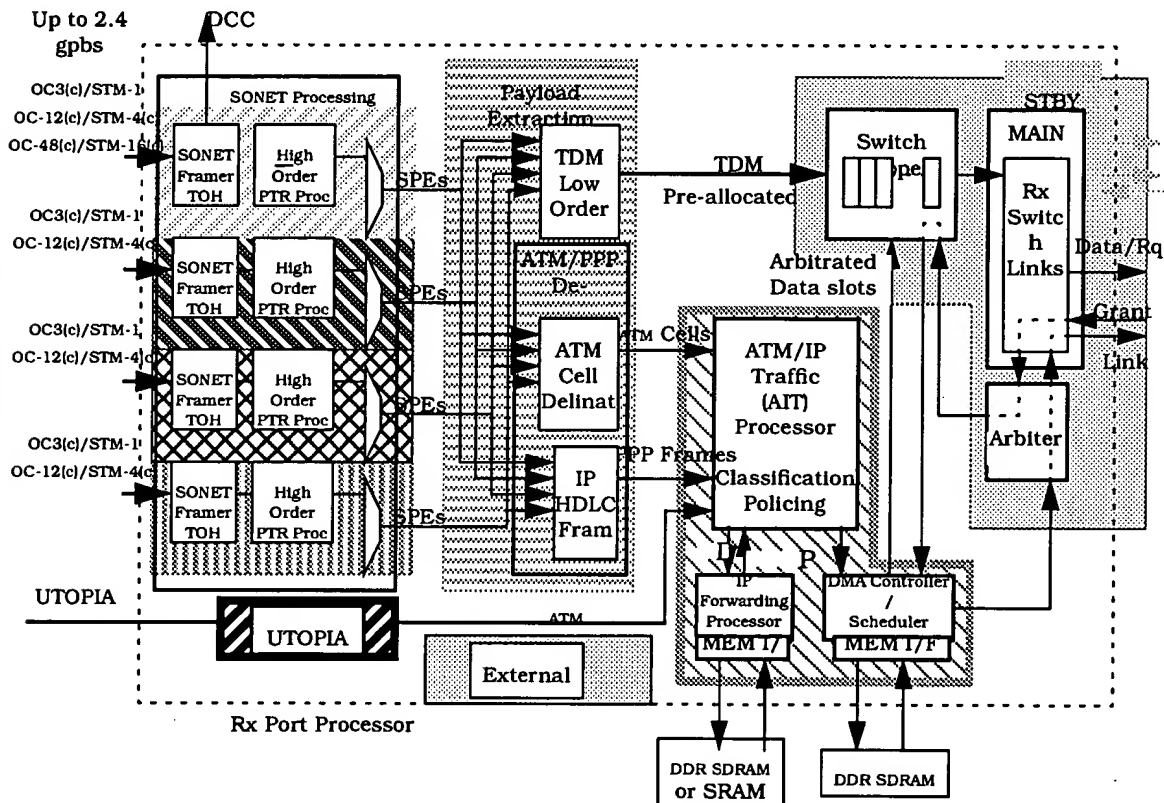 Up to 2.4
gpbs
DCC
OC3(c)/STM-1
OC-12(c)/STM-4(c
OC-48(c)/STM-16(c)
SONET Processing
SONET
Framer
TOH
High
Order
PTR Proc
SPEs
OC3(c)/STM-1
OC-12(c)/STM-4(c
SONET
Framer
TOH
High
Order
PTR Proc
SPEs
OC3(c)/STM-1
OC-12(c)/STM-4(c
SONET
Framer
TOH
High
Order
PTR Proc
SPEs
OC3(c)/STM-1
OC-12(c)/STM-4(c
SONET
Framer
TOH
High
Order
PTR Proc
SPEs
Payload
Extraction
TDM
Low
Order
ATM/PPP
De-
ATM
Cell
Delinat
IP
HDLC
Fram
TDM
Pre-allocated
ATM Cells
PPP Frames
ATM/IP
Traffic
(AIT)
Processor
Classification
Policing
Switch
Arbitrated
Data slots
STBY
MAIN
Rx
Switc
h
Links
Data/Rq
Grant
Link
Arbiter
D
P
IP
Forwarding
Processor
MEM I/
DMA Controller
/
Scheduler
MEM I/F
UTOPIA
UTOPIA
ATM
External
Rx Port Processor
DDR SDRAM
or SRAM
DDR SDRAM